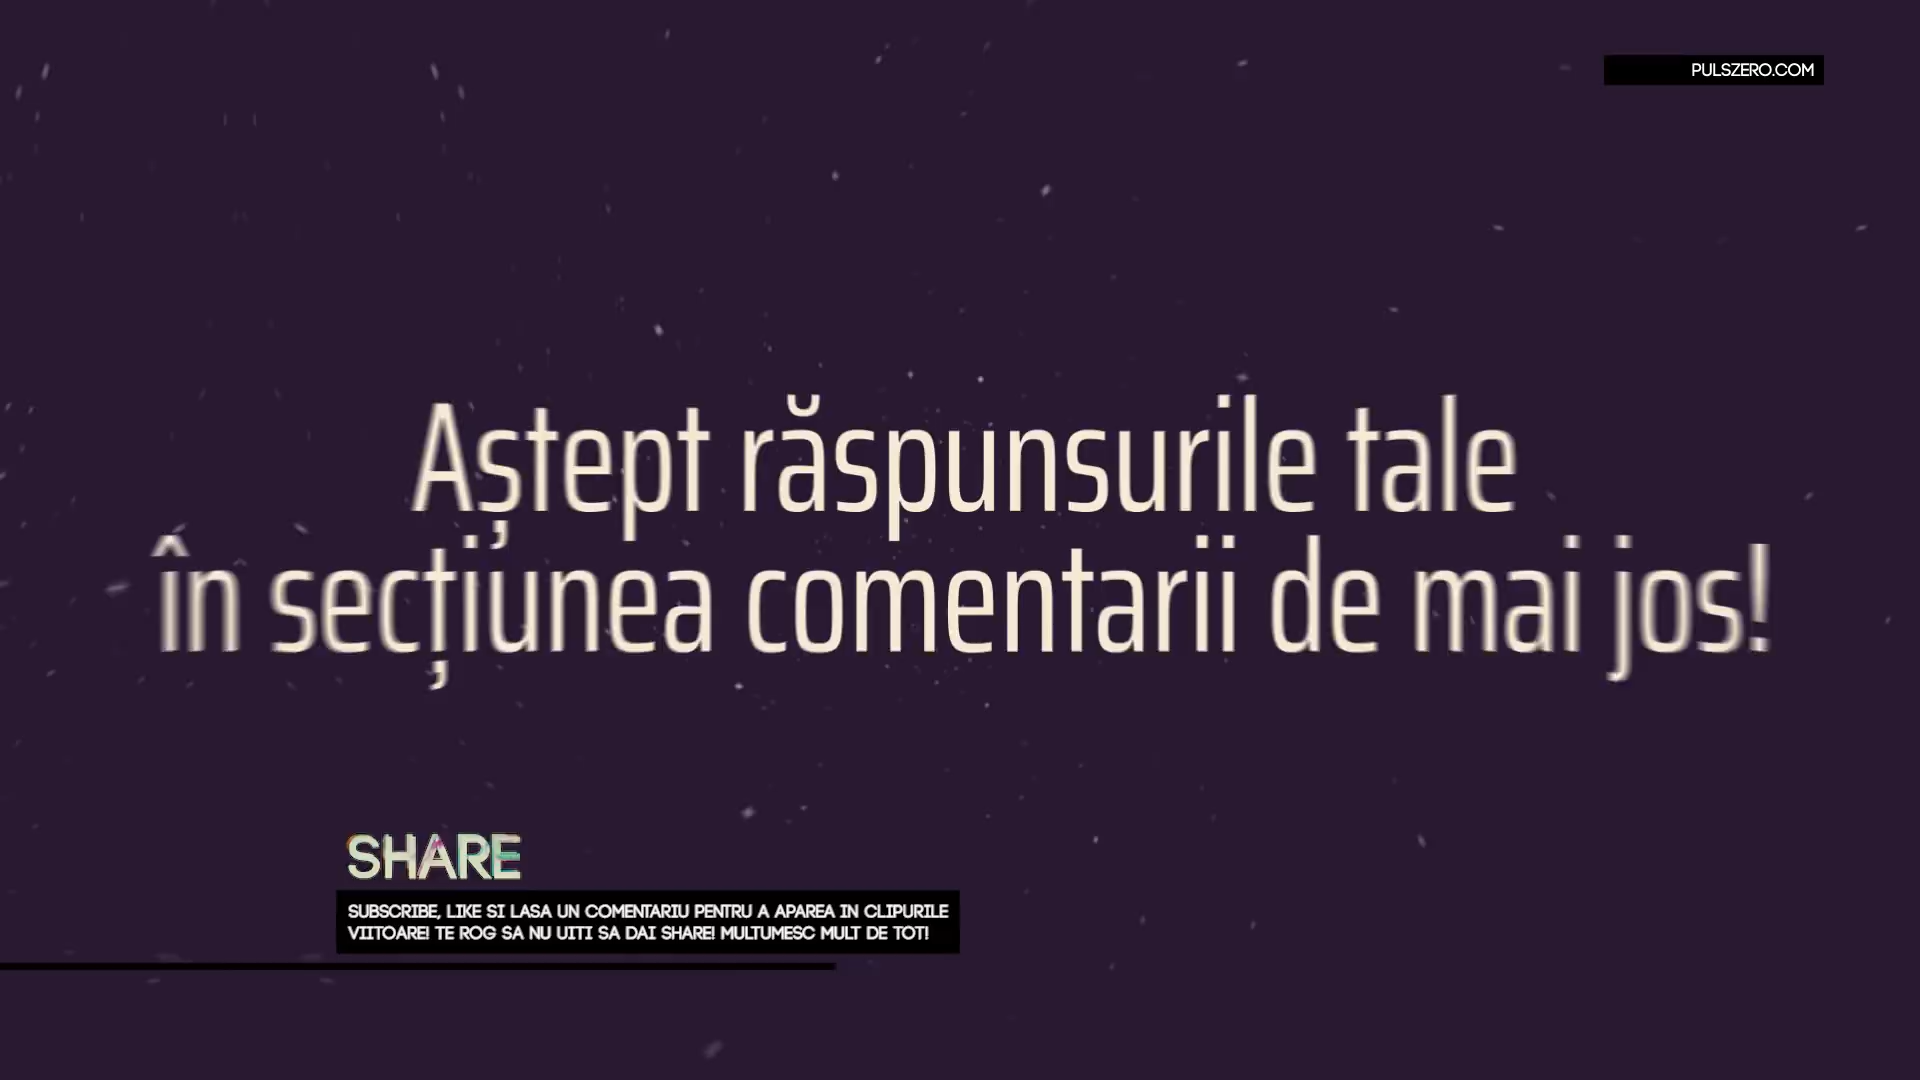 PULSZERO.COM
Aștept răspunsurile tale
în secțiunea comentarii de mai jos!
SHARE
SUBSCRIBE, LIKE SI LASA UN COMENTARIU PENTRU A APAREA IN CLIPURILE
VIITOARE! TE ROG SA NU UITI SA DAI SHARE! MULTUMESC MULT DE TOT!